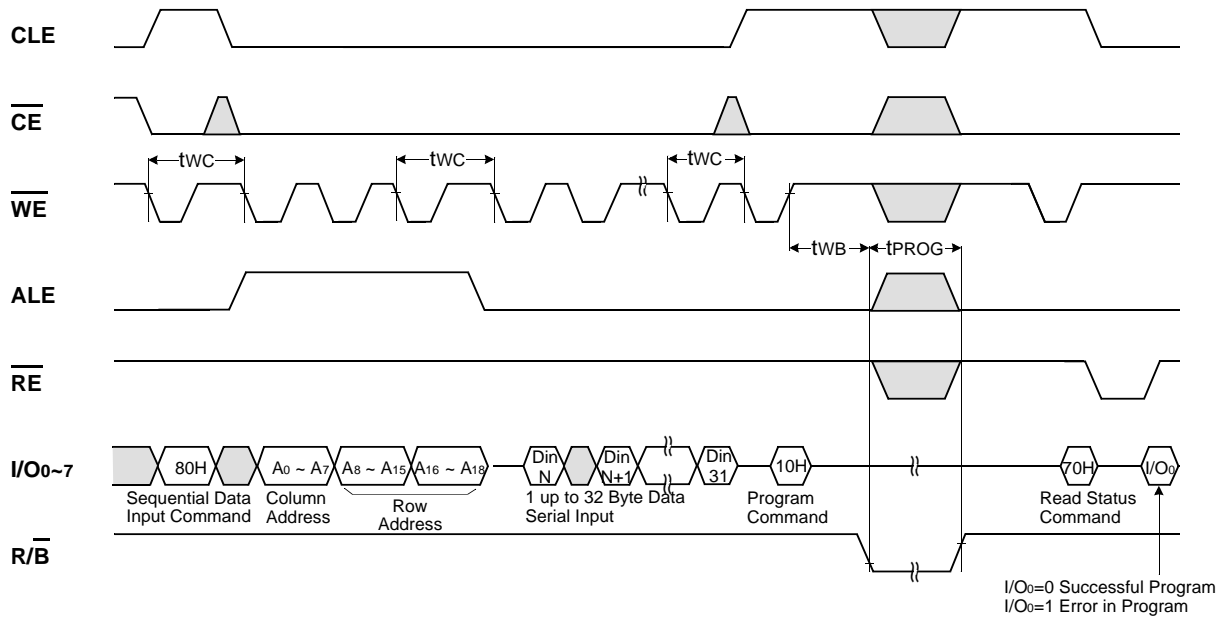 CLE
CE
tWC
tWC
tWC
WE
tWB
tPROG
ALE
RE
I/O0~7
80H
A0 ~ A7
A8 ~ A15
A16 ~ A18
Din
N
Din
N+1
Din
31
10H
70H
I/O0
Sequential Data
Input Command
Column
Address
Row
Address
1 up to 32 Byte Data
Serial Input
Program
Command
Read Status
Command
R/B
I/O0=0 Successful Program
I/O0=1 Error in Program